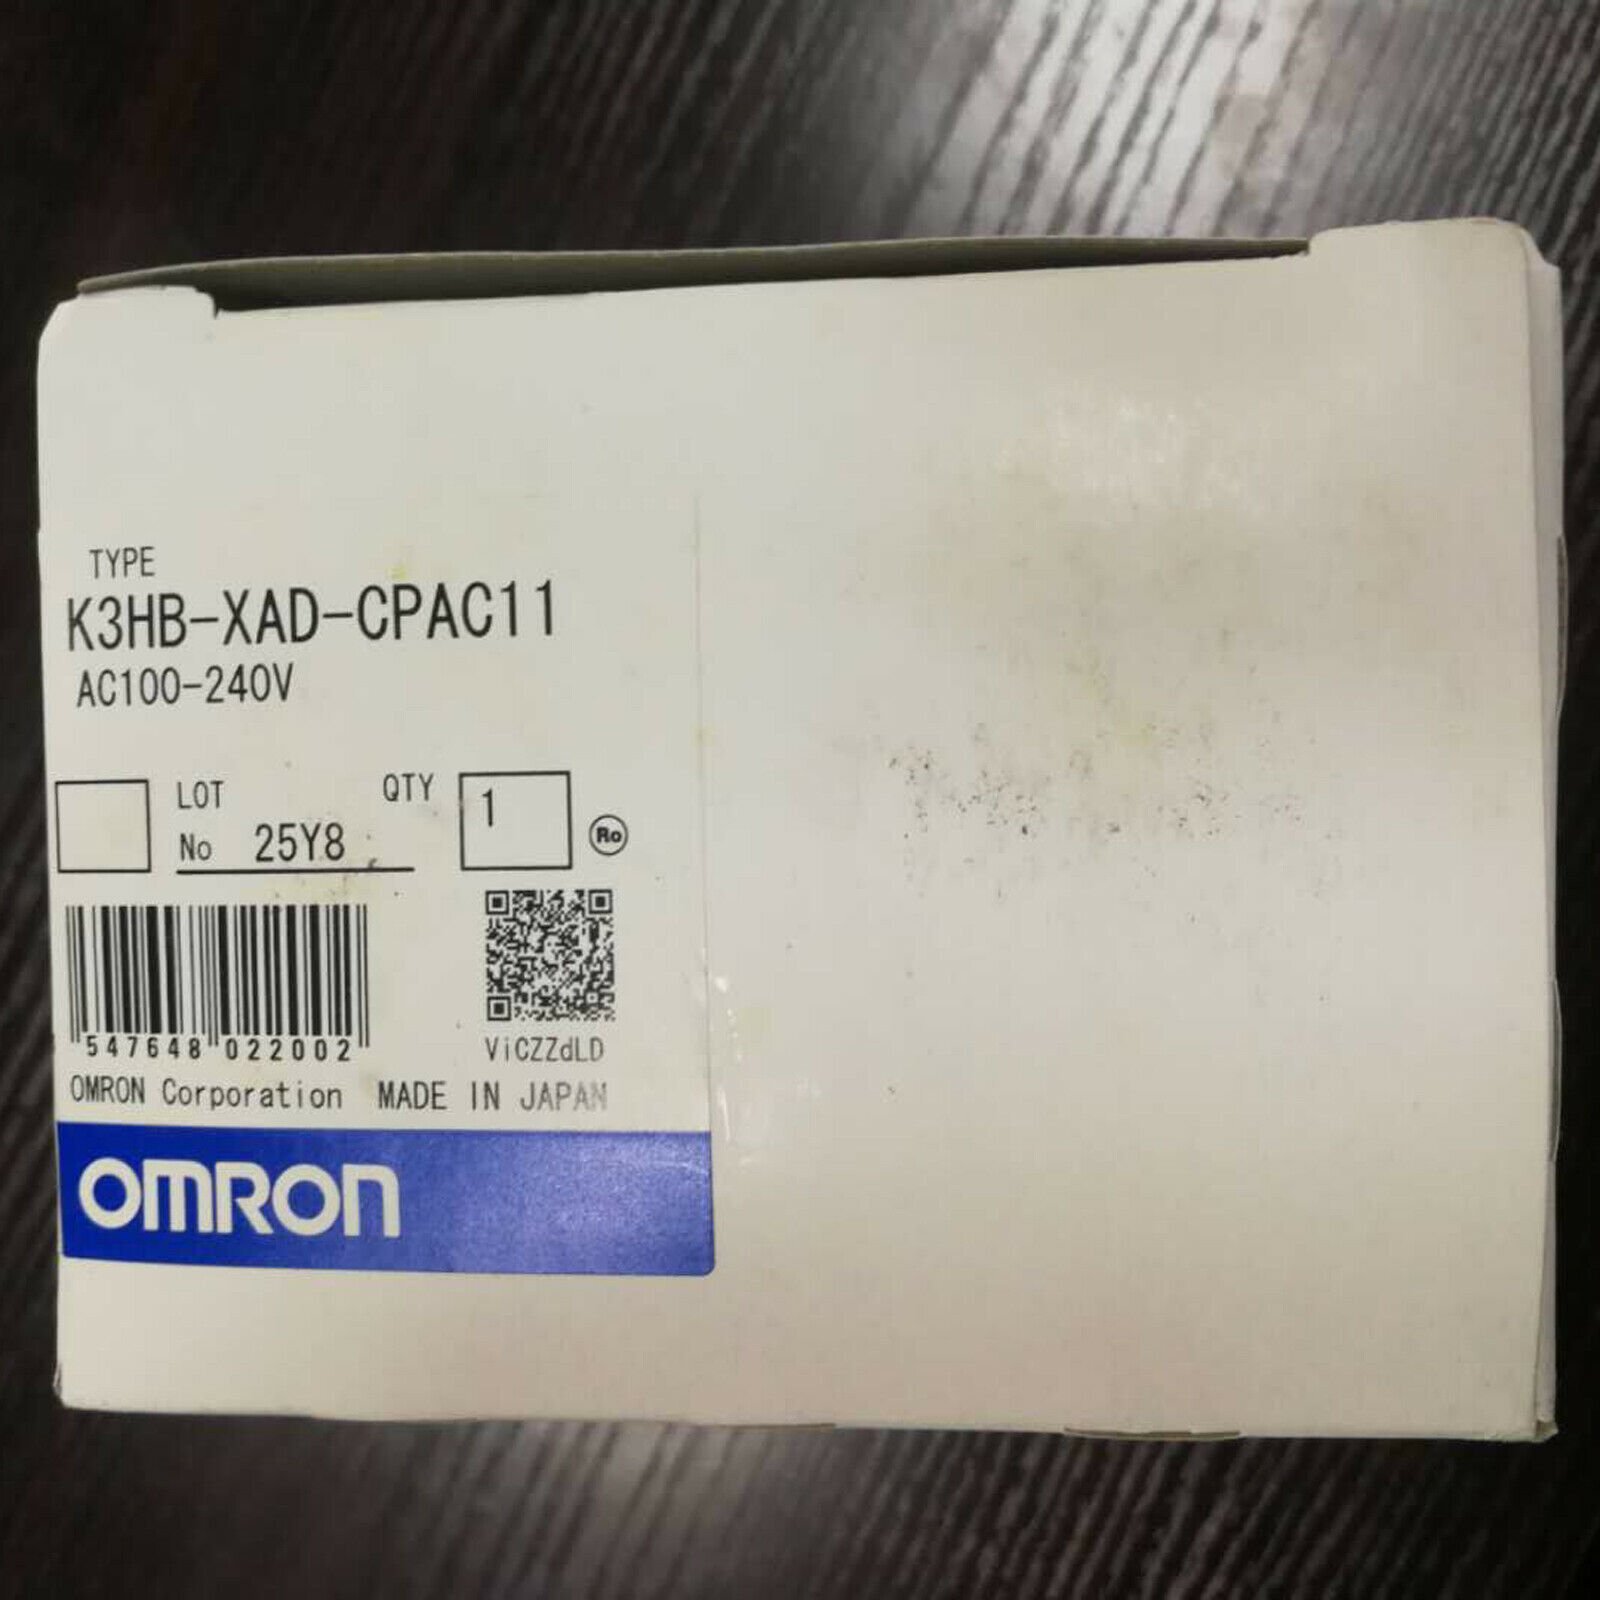 TYPE
K3HB-XAD-CPAC11
AC100-240V
LOT QTY 1
No 25Y8 Ro
547648 022002
ViCZZdLD
OMRON Corporation MADE IN JAPAN
OMRON